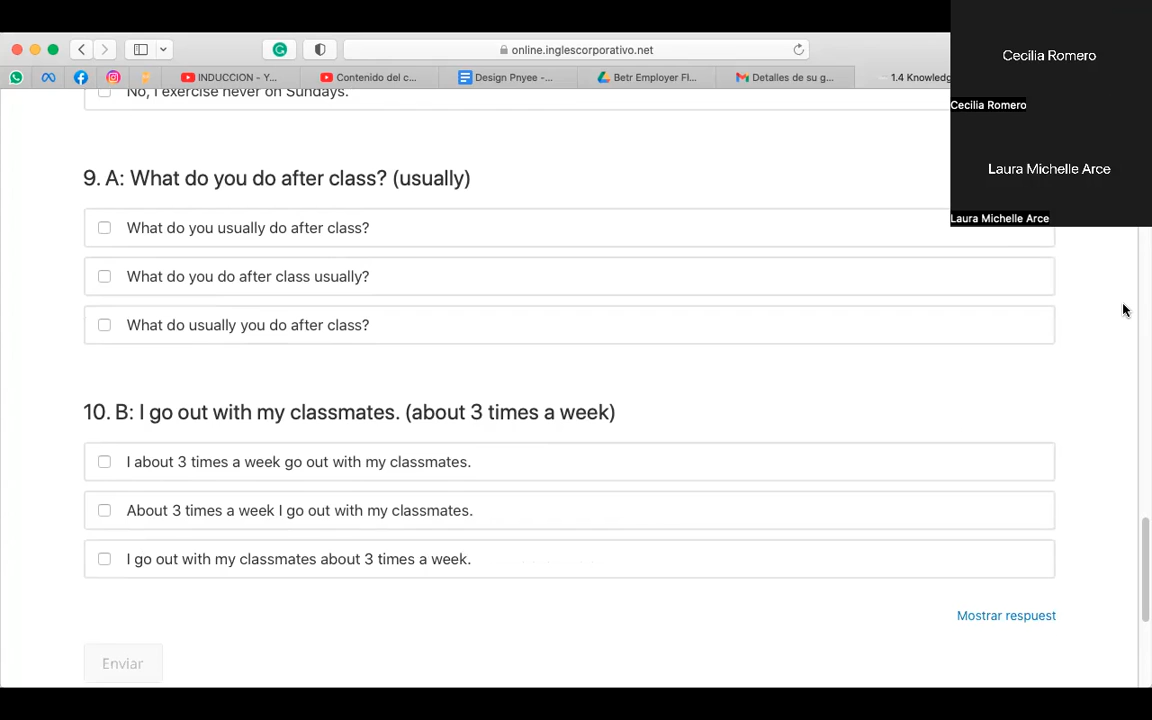 online.inglescorporativo.net
INDUCCION - Y...
Contenido del c...
Design Pnyee -...
Betr Employer Fl...
Detalles de su g...
1.4 Knowledg
Cecilia Romero
Cecilia Romero
Laura Michelle Arce
Laura Michelle Arce
No, I exercise never on Sundays.
9. A: What do you do after class? (usually)
What do you usually do after class?
What do you do after class usually?
What do usually you do after class?
10. B: I go out with my classmates. (about 3 times a week)
I about 3 times a week go out with my classmates.
About 3 times a week I go out with my classmates.
I go out with my classmates about 3 times a week.
Mostrar respuest
Enviar